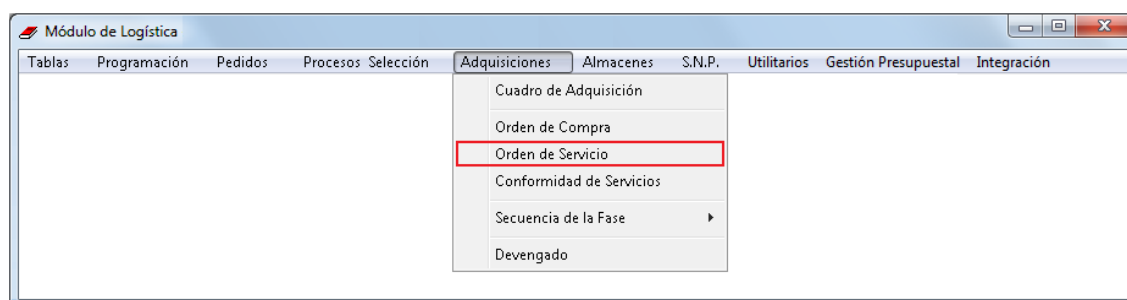 Módulo de Logística
Tablas Programación Pedidos Procesos Selección Adquisiciones Almacenes S.N.P. Utilitarios Gestión Presupuestal Integración
Cuadro de Adquisición
Orden de Compra
Orden de Servicio
Conformidad de Servicios
Secuencia de la Fase
Devengado